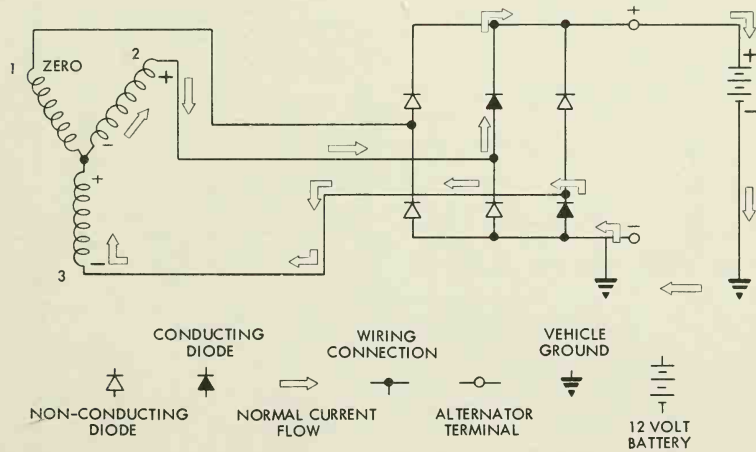 1
ZERO
2
+
−
+
−
3
+
−
+
−
CONDUCTING
DIODE
WIRING
CONNECTION
VEHICLE
GROUND
NON-CONDUCTING
DIODE
NORMAL CURRENT
FLOW
ALTERNATOR
TERMINAL
12 VOLT
BATTERY